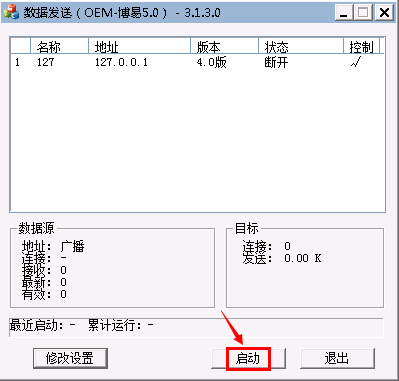 数据发送（OEM-博易5.0） - 3.1.3.0
名称 地址 版本 状态 控制
1 127 127.0.0.1 4.0版 断开 √
数据源 目标
地址: 广播
连接: - 连接: 0
接收: 0 发送: 0.00 K
最新: 0
有效: 0
最近启动: - 累计运行: -
修改设置 启动 退出